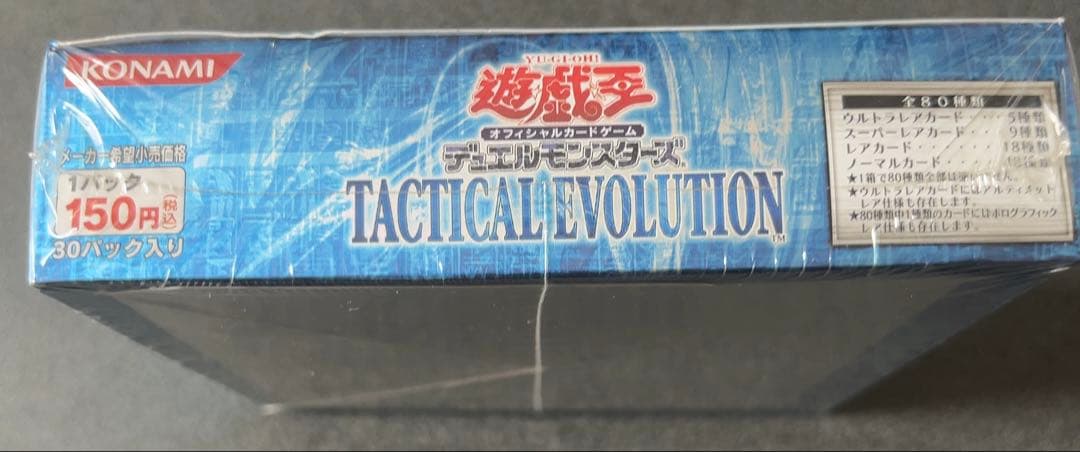 KONAMI
メーカー希望小売価格
1パック
150円 税込
30パック入り
YU-GI-OH!
遊戯王
オフィシャルカードゲーム
デュエルモンスターズ
TACTICAL EVOLUTION™
全80種類
ウルトラレアカード・・・5種類
スーパーレアカード・・・9種類
レアカード・・・・・・・18種類
ノーマルカード・・・・・
★1箱で80種類全部は揃いません。
★ウルトラレアカードにはアルティメット
レア仕様も存在します。
★80種類中1種類のカードにはホログラフィック
レア仕様も存在します。